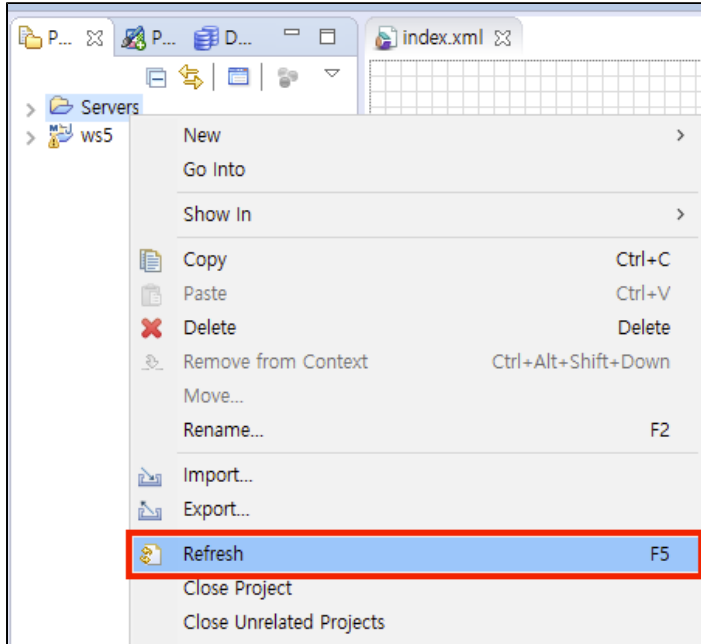 P... D... P... index.xml
Servers
ws5
New
Go Into
Show In
Copy Ctrl+C
Paste Ctrl+V
Delete Delete
Remove from Context Ctrl+Alt+Shift+Down
Move...
Rename... F2
Import...
Export...
Refresh F5
Close Project
Close Unrelated Projects